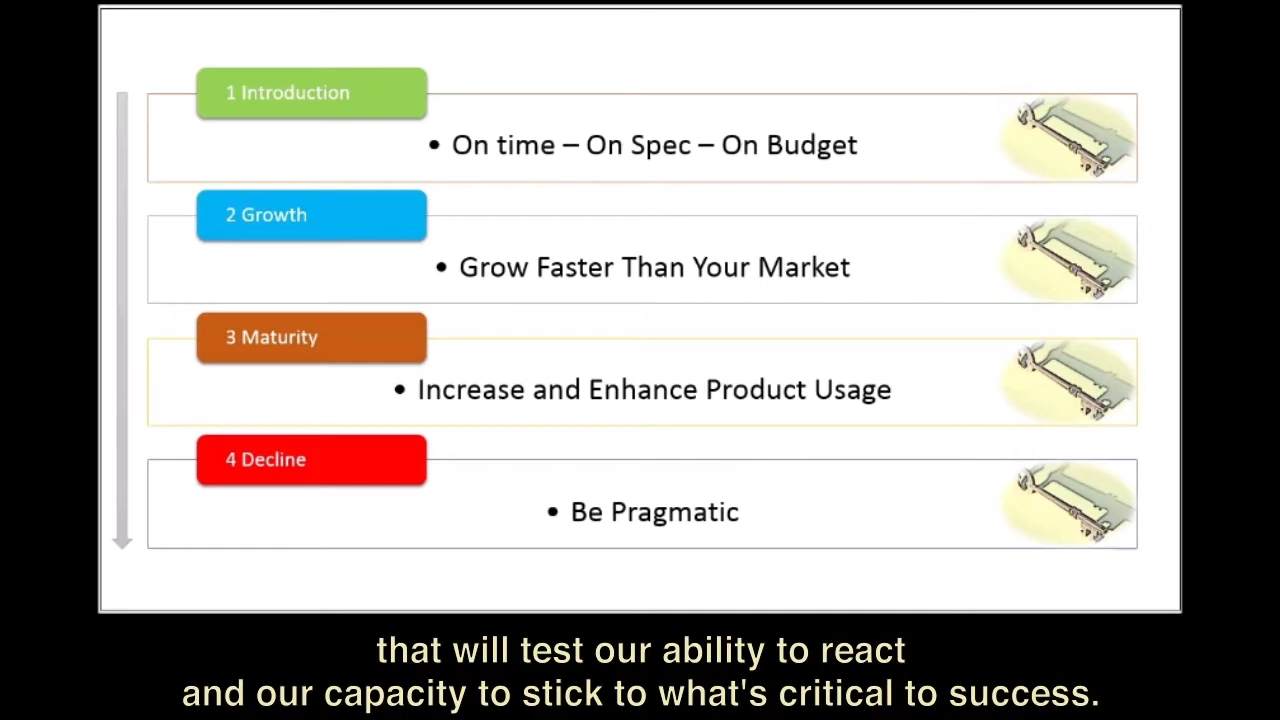 1 Introduction
• On time – On Spec – On Budget
2 Growth
• Grow Faster Than Your Market
3 Maturity
• Increase and Enhance Product Usage
4 Decline
• Be Pragmatic
that will test our ability to react
and our capacity to stick to what's critical to success.